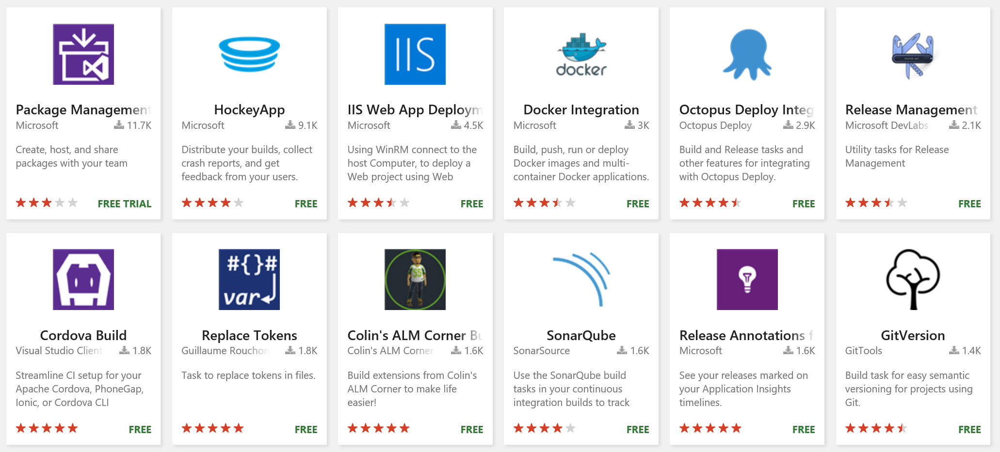 IIS
docker
Package Management
Microsoft 11.7K
Create, host, and share
packages with your team
FREE TRIAL
HockeyApp
Microsoft 9.1K
Distribute your builds, collect
crash reports, and get
feedback from your users.
FREE
IIS Web App Deploym
Microsoft 4.5K
Using WinRM connect to the
host Computer, to deploy a
Web project using Web
FREE
Docker Integration
Microsoft 3K
Build, push, run or deploy
Docker images and multi-
container Docker applications.
FREE
Octopus Deploy Integ
Octopus Deploy 2.9K
Build and Release tasks and
other features for integrating
with Octopus Deploy.
FREE
Release Management
Microsoft DevLabs 2.1K
Utility tasks for Release
Management
FREE
Cordova Build
Visual Studio Client 1.8K
Streamline CI setup for your
Apache Cordova, PhoneGap,
Ionic, or Cordova CLI
FREE
#{}#
var
Replace Tokens
Guillaume Rouchon 1.8K
Task to replace tokens in files.
FREE
55
Colin's ALM Corner Bu
Colin's ALM Corner 1.6K
Build extensions from Colin's
ALM Corner to make life
easier!
FREE
SonarQube
SonarSource 1.6K
Use the SonarQube build
tasks in your continuous
integration builds to track
FREE
Release Annotations f
Microsoft 1.6K
See your releases marked on
your Application Insights
timelines.
FREE
GitVersion
GitTools 1.4K
Build task for easy semantic
versioning for projects using
Git.
FREE